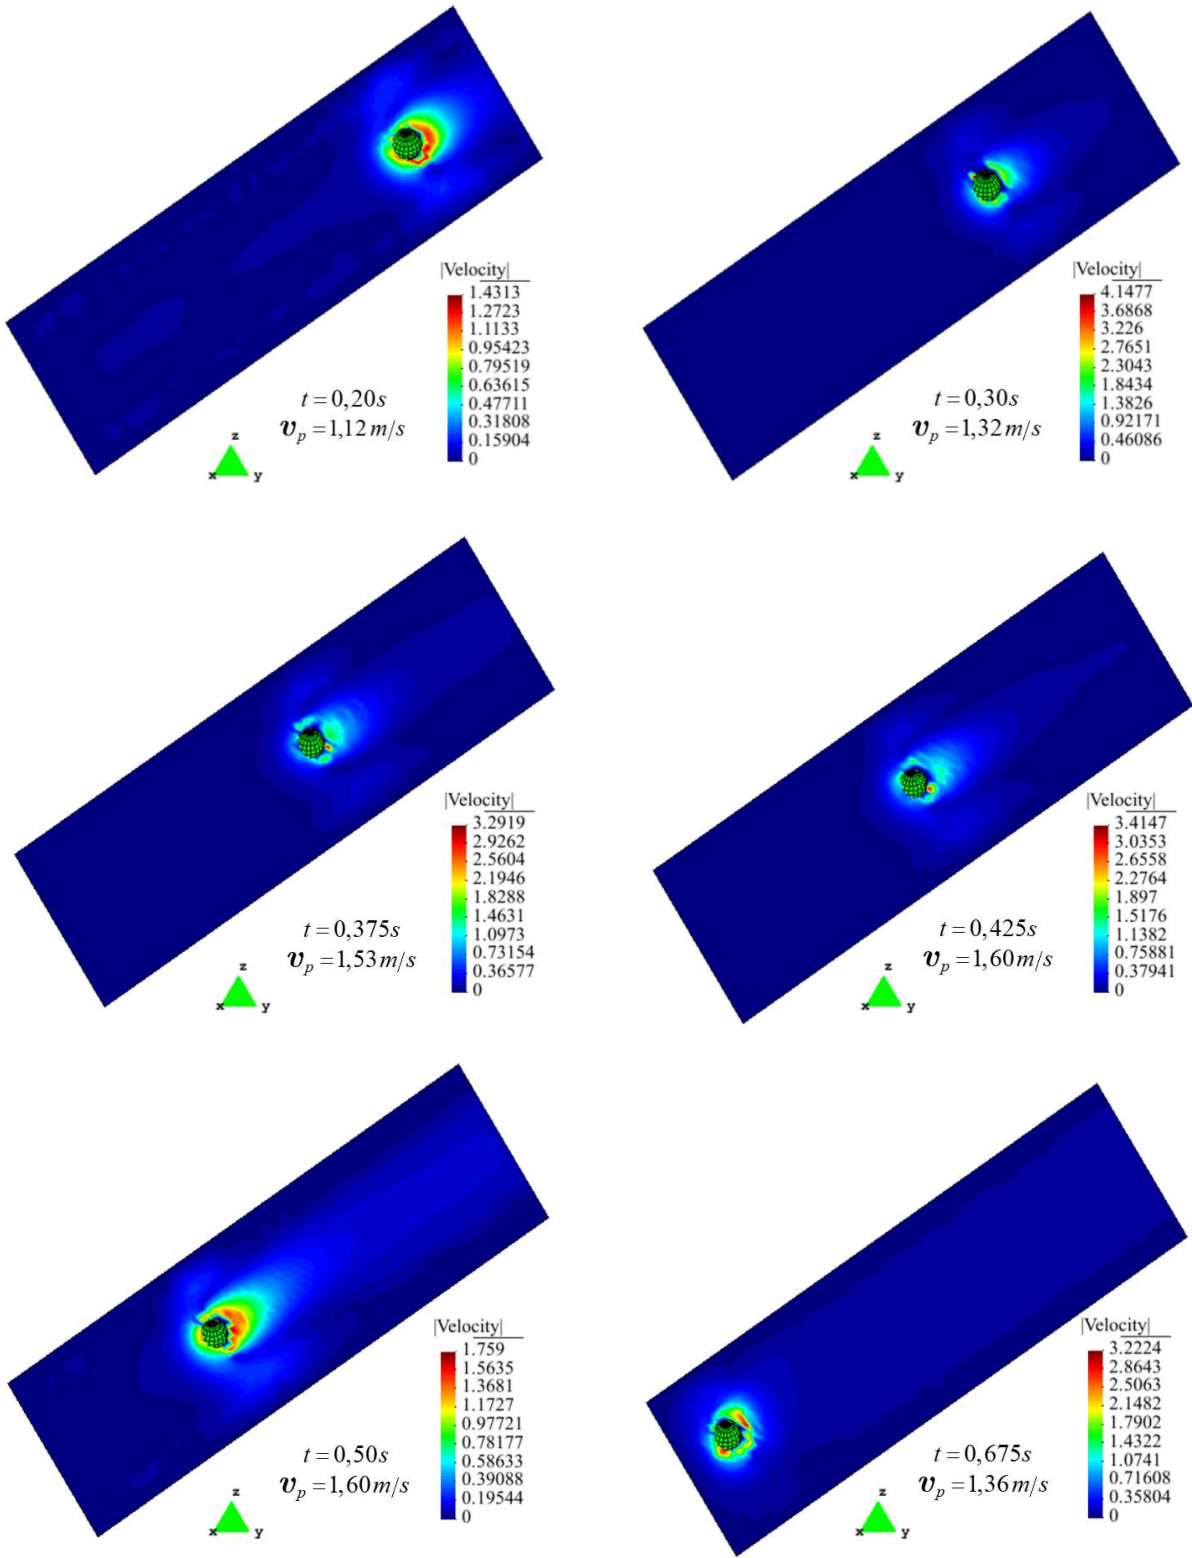 |Velocity|
1.4313
1.2723
1.1133
0.95423
0.79519
0.63615
0.47711
0.31808
0.15904
0
t = 0,20s
v_p = 1,12 m/s
z
x y
|Velocity|
4.1477
3.6868
3.226
2.7651
2.3043
1.8434
1.3826
0.92171
0.46086
0
t = 0,30s
v_p = 1,32 m/s
z
x y
|Velocity|
3.2919
2.9262
2.5604
2.1946
1.8288
1.4631
1.0973
0.73154
0.36577
0
t = 0,375s
v_p = 1,53 m/s
z
x y
|Velocity|
3.4147
3.0353
2.6558
2.2764
1.897
1.5176
1.1382
0.75881
0.37941
0
t = 0,425s
v_p = 1,60 m/s
z
x y
|Velocity|
1.759
1.5635
1.3681
1.1727
0.97721
0.78177
0.58633
0.39088
0.19544
0
t = 0,50s
v_p = 1,60 m/s
z
x y
|Velocity|
3.2224
2.8643
2.5063
2.1482
1.7902
1.4322
1.0741
0.71608
0.35804
0
t = 0,675s
v_p = 1,36 m/s
z
x y